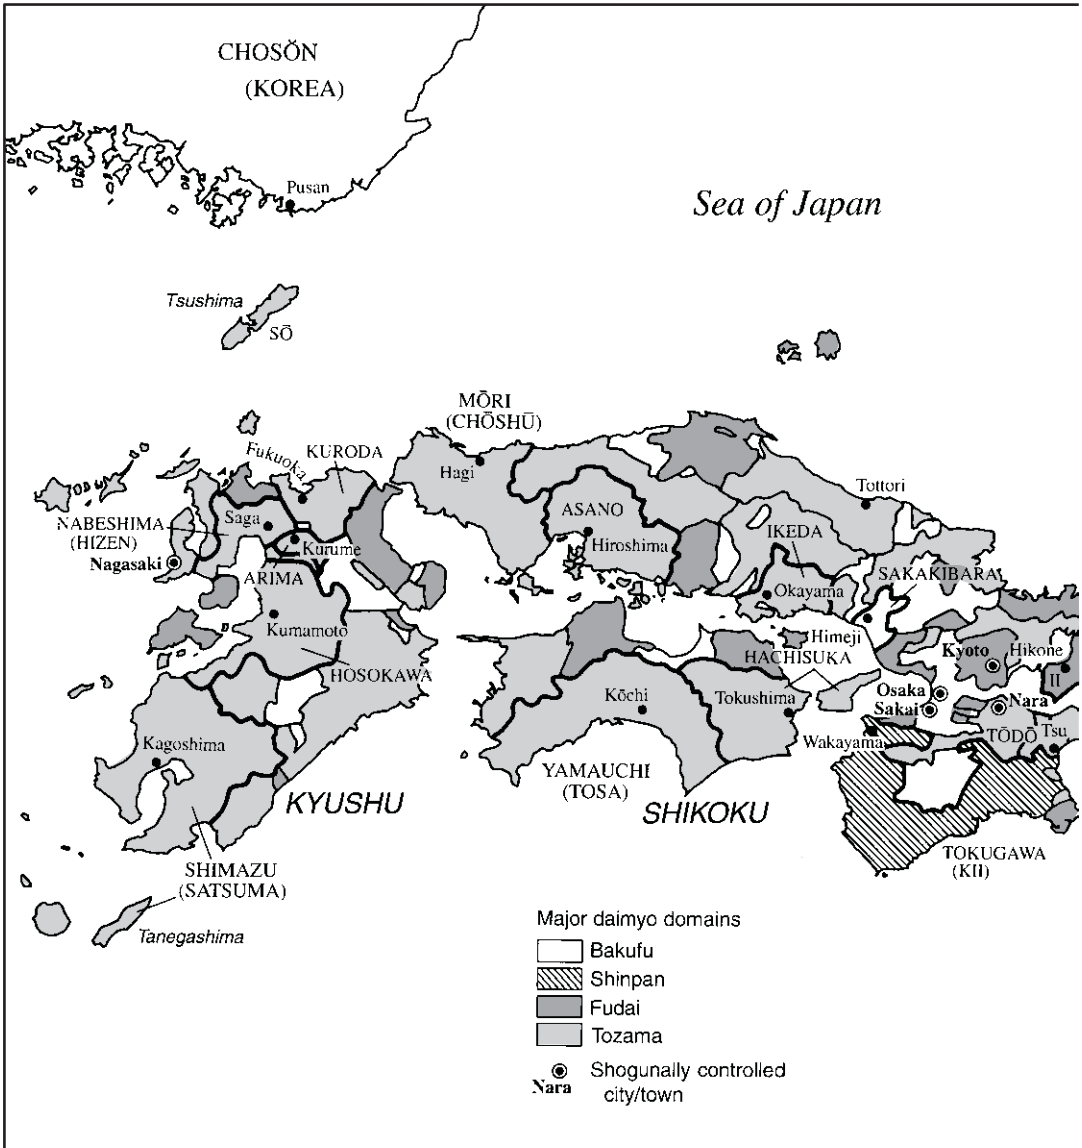 CHOSŎN
(KOREA)
Pusan
Sea of Japan
Tsushima
SŌ
MŌRI
(CHŌSHŪ)
Hagi
Fukuoka
KURODA
Tottori
NABESHIMA
(HIZEN)
Saga
ASANO
Hiroshima
IKEDA
Nagasaki
Kurume
ARIMA
SAKAKIBARA
Okayama
Kumamoto
Himeji
Kyoto
Hikone
HOSOKAWA
HACHISUKA
II
Kōchi
Tokushima
Osaka
Sakai
Nara
Kagoshima
Wakayama
TŌDŌ
Tsu
YAMAUCHI
(TOSA)
KYUSHU
SHIKOKU
SHIMAZU
(SATSUMA)
TOKUGAWA
(KII)
Tanegashima
Major daimyo domains
Bakufu
Shinpan
Fudai
Tozama
Nara
Shogunally controlled
city/town